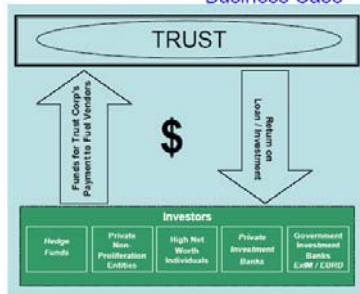 Business Case
TRUST
Funds for Trust Corp's
Payment to Fuel Vendors
$
Return on
Loan / Investment
Investors
Hedge
Funds
Private
Non-
Proliferation
Entities
High Net
Worth
Individuals
Private
Investment
Banks
Government
Investment
Banks
ExIM / EBRD